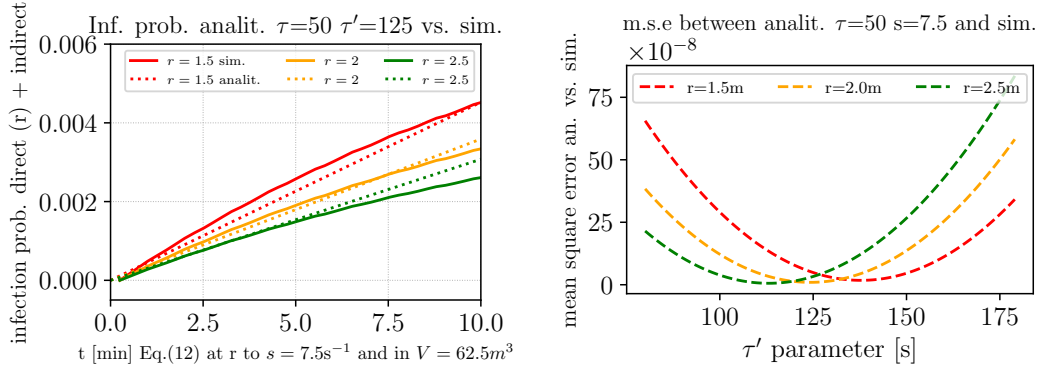 Inf. prob. analit. τ=50 τ′=125 vs. sim.
infection prob. direct (r) + indirect
0.006
0.004
0.002
0.000
r = 1.5 sim.
r = 1.5 analit.
r = 2
r = 2
r = 2.5
r = 2.5
0.0 2.5 5.0 7.5 10.0
t [min] Eq.(12) at r to s = 7.5s⁻¹ and in V = 62.5m³
m.s.e between analit. τ=50 s=7.5 and sim.
×10⁻⁸
mean square error an. vs. sim.
75
50
25
0
r=1.5m r=2.0m r=2.5m
100 125 150 175
τ′ parameter [s]